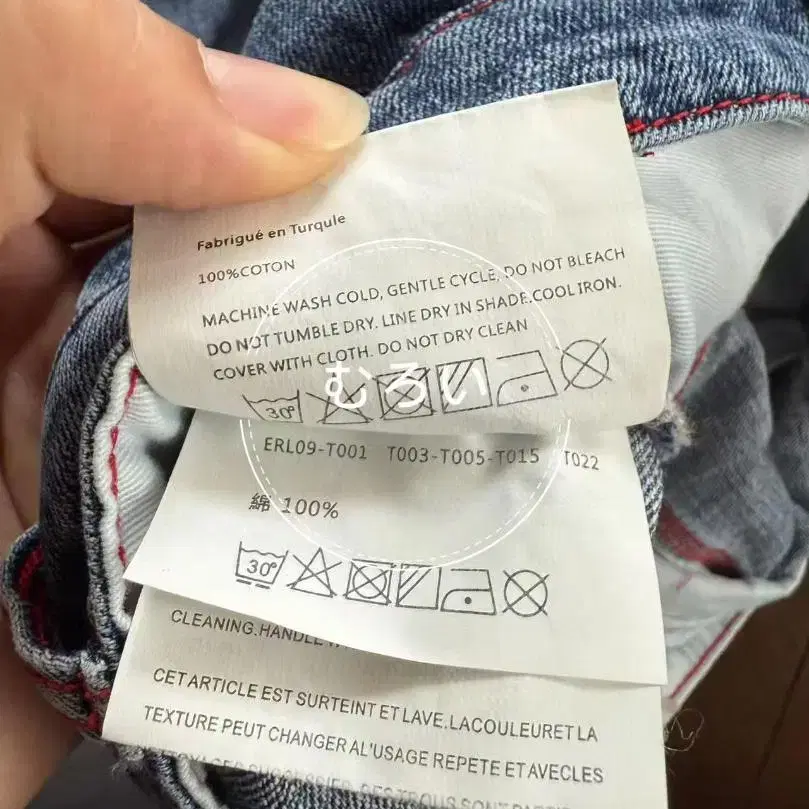 Fabrigué en Turqule
100%COTON
MACHINE WASH COLD, GENTLE CYCLE, DO NOT BLEACH
DO NOT TUMBLE DRY. LINE DRY IN SHADE.COOL IRON.
COVER WITH CLOTH. DO NOT DRY CLEAN
むろい
30°
ERL09-T001 T003-T005-T015 T022
綿 100%
30°
CLEANING.HANDLE
CET ARTICLE EST SURTEINT ET LAVE.LACOULEURET LA
TEXTURE PEUT CHANGER AL'USAGE REPETE ET AVECLES